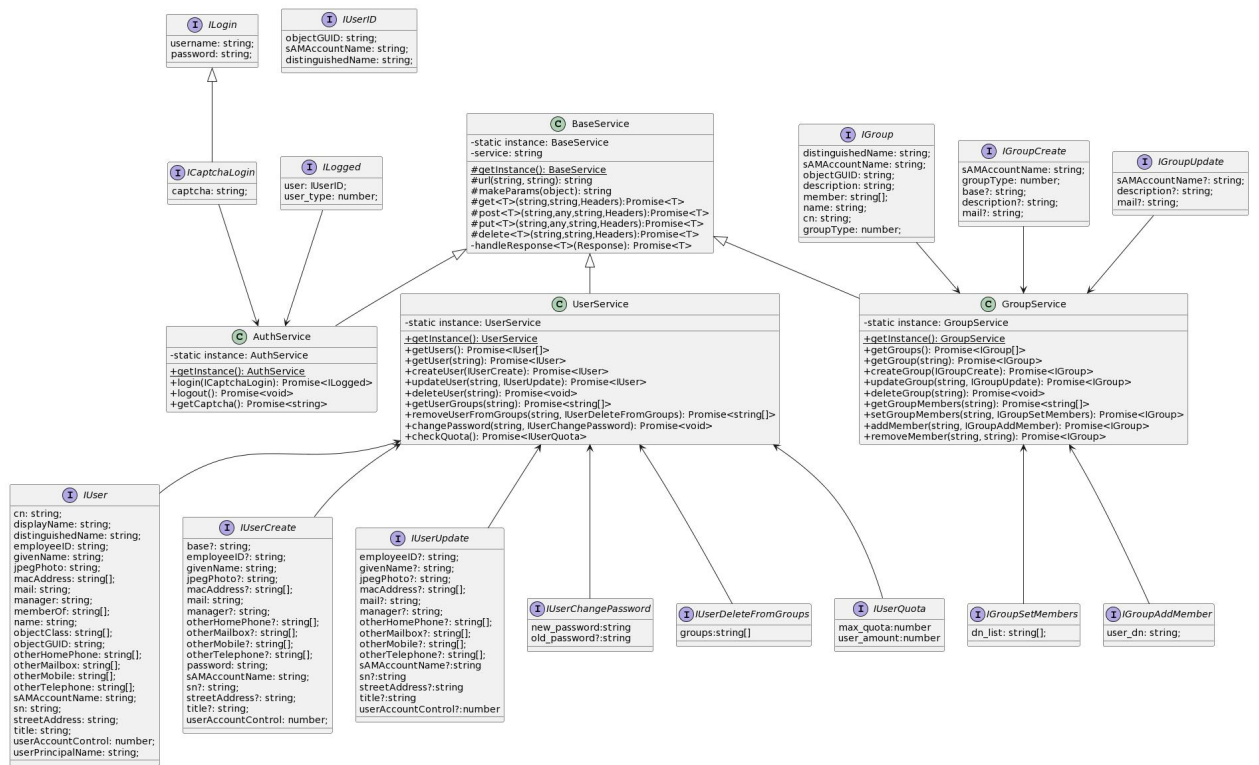 I ILogin
username: string;
password: string;
I IUserID
objectGUID: string;
sAMAccountName: string;
distinguishedName: string;
I ICaptchaLogin
captcha: string;
I ILogged
user: IUserID;
user_type: number;
C BaseService
-static instance: BaseService
-service: string
#getInstance(): BaseService
#url(string, string): string
#makeParams(object): string
#get<T>(string,string,Headers):Promise<T>
#post<T>(string,any,string,Headers):Promise<T>
#put<T>(string,any,string,Headers):Promise<T>
#delete<T>(string,string,Headers):Promise<T>
-handleResponse<T>(Response): Promise<T>
I IGroup
distinguishedName: string;
sAMAccountName: string;
objectGUID: string;
description: string;
member: string[];
name: string;
cn: string;
groupType: number;
I IGroupCreate
sAMAccountName: string;
groupType: number;
base?: string;
description?: string;
mail?: string;
I IGroupUpdate
sAMAccountName?: string;
description?: string;
mail?: string;
C AuthService
-static instance: AuthService
+getInstance(): AuthService
+login(ICaptchaLogin): Promise<ILogged>
+logout(): Promise<void>
+getCaptcha(): Promise<string>
C UserService
-static instance: UserService
+getInstance(): UserService
+getUsers(): Promise<IUser[]>
+getUser(string): Promise<IUser>
+createUser(IUserCreate): Promise<IUser>
+updateUser(string, IUserUpdate): Promise<IUser>
+deleteUser(string): Promise<void>
+getUserGroups(string): Promise<string[]>
+removeUserFromGroups(string, IUserDeleteFromGroups): Promise<string[]>
+changePassword(string, IUserChangePassword): Promise<void>
+checkQuota(): Promise<IUserQuota>
C GroupService
-static instance: GroupService
+getInstance(): GroupService
+getGroups(): Promise<IGroup[]>
+getGroup(string): Promise<IGroup>
+createGroup(IGroupCreate): Promise<IGroup>
+updateGroup(string, IGroupUpdate): Promise<IGroup>
+deleteGroup(string): Promise<void>
+getGroupMembers(string): Promise<string[]>
+setGroupMembers(string, IGroupSetMembers): Promise<IGroup>
+addMember(string, IGroupAddMember): Promise<IGroup>
+removeMember(string, string): Promise<IGroup>
I IUser
cn: string;
displayName: string;
distinguishedName: string;
employeeID: string;
givenName: string;
jpegPhoto: string;
macAddress: string[];
mail: string;
manager: string;
memberOf: string[];
name: string;
objectClass: string[];
objectGUID: string;
otherHomePhone: string[];
otherMailbox: string[];
otherMobile: string[];
otherTelephone: string[];
sAMAccountName: string;
sn: string;
streetAddress: string;
title: string;
userAccountControl: number;
userPrincipalName: string;
I IUserCreate
base?: string;
employeeID?: string;
givenName: string;
jpegPhoto?: string;
macAddress?: string[];
mail: string;
manager?: string;
otherHomePhone?: string[];
otherMailbox?: string[];
otherMobile?: string[];
otherTelephone?: string[];
password: string;
sAMAccountName: string;
sn?: string;
streetAddress?: string;
title?: string;
userAccountControl: number;
I IUserUpdate
employeeID?: string;
givenName?: string;
jpegPhoto?: string;
macAddress?: string[];
mail?: string;
manager?: string;
otherHomePhone?: string[];
otherMailbox?: string[];
otherMobile?: string[];
otherTelephone?: string[];
sAMAccountName?:string
sn?:string
streetAddress?:string
title?:string
userAccountControl?:number
I IUserChangePassword
new_password:string
old_password?:string
I IUserDeleteFromGroups
groups:string[]
I IUserQuota
max_quota:number
user_amount:number
I IGroupSetMembers
dn_list: string[];
I IGroupAddMember
user_dn: string;